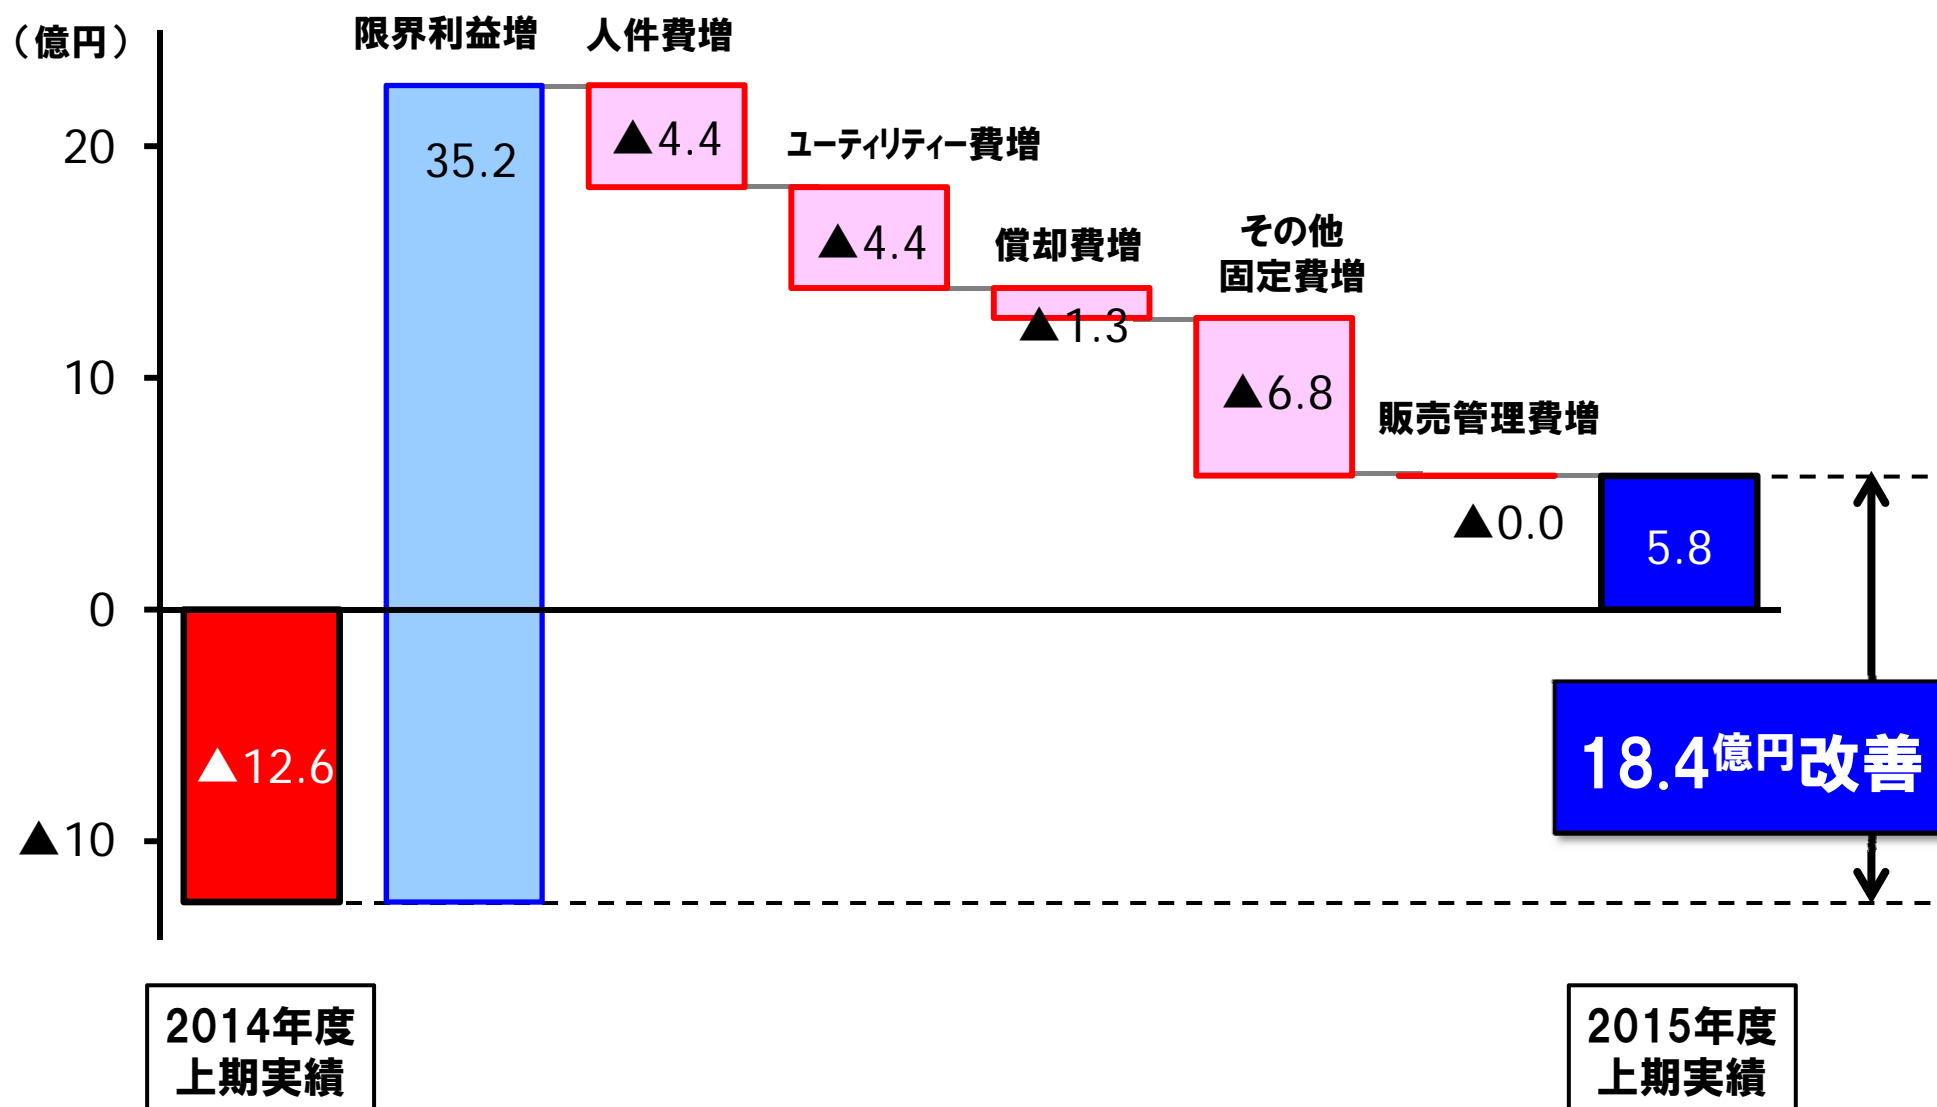 （億円）
限界利益増
人件費増
20
35.2
▲4.4
ユーティリティー費増
▲4.4
償却費増
その他
固定費増
▲1.3
10
▲6.8
販売管理費増
▲0.0
5.8
0
▲12.6
18.4億円改善
▲10
2014年度
上期実績
2015年度
上期実績